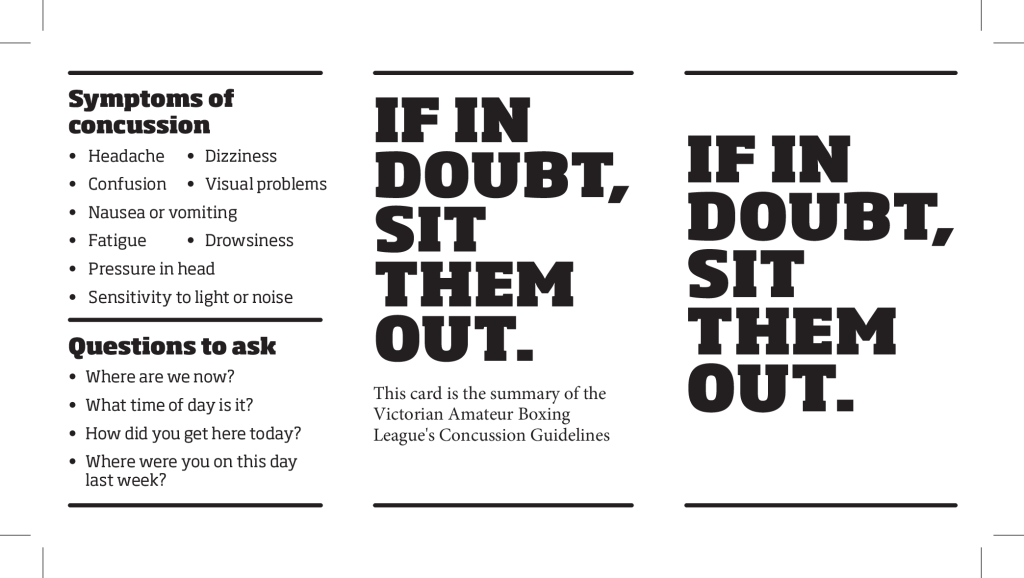 Symptoms of
concussion
• Headache • Dizziness
• Confusion • Visual problems
• Nausea or vomiting
• Fatigue • Drowsiness
• Pressure in head
• Sensitivity to light or noise
Questions to ask
• Where are we now?
• What time of day is it?
• How did you get here today?
• Where were you on this day
last week?
IF IN
DOUBT,
SIT
THEM
OUT.
This card is the summary of the
Victorian Amateur Boxing
League's Concussion Guidelines
IF IN
DOUBT,
SIT
THEM
OUT.